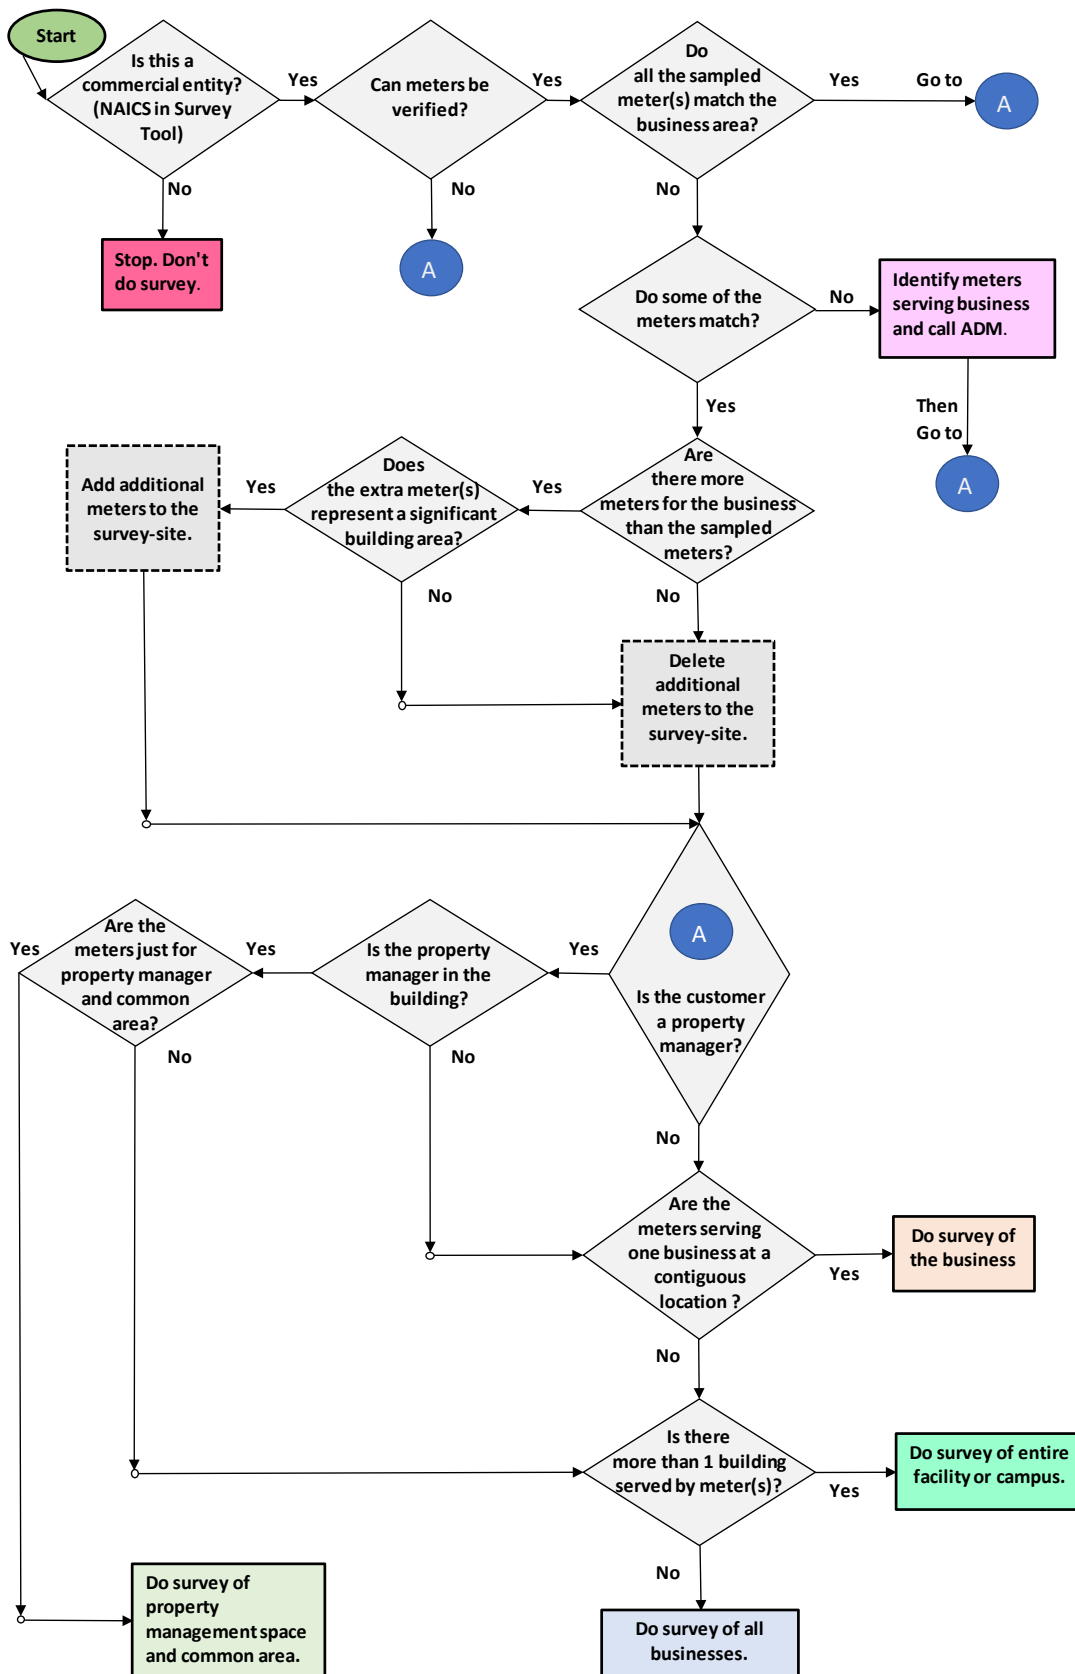 Start
Is this a
commercial entity?
(NAICS in Survey
Tool)
Yes
Can meters be
verified?
Yes
Do
all the sampled
meter(s) match the
business area?
Yes
Go to
A
No
No
No
Stop. Don't
do survey.
A
Do some of the
meters match?
No
Identify meters
serving business
and call ADM.
Yes
Then
Go to
A
Add additional
meters to the
survey-site.
Yes
Does
the extra meter(s)
represent a significant
building area?
Yes
Are
there more
meters for the business
than the sampled
meters?
No
No
Delete
additional
meters to the
survey-site.
Yes
Are the
meters just for
property manager
and common
area?
Yes
Is the property
manager in the
building?
Yes
A
Is the customer
a property
manager?
No
No
No
Are the
meters serving
one business at a
contiguous
location ?
Yes
Do survey of
the business
No
Is there
more than 1 building
served by meter(s)?
Yes
Do survey of entire
facility or campus.
No
Do survey of
property
management space
and common area.
Do survey of all
businesses.